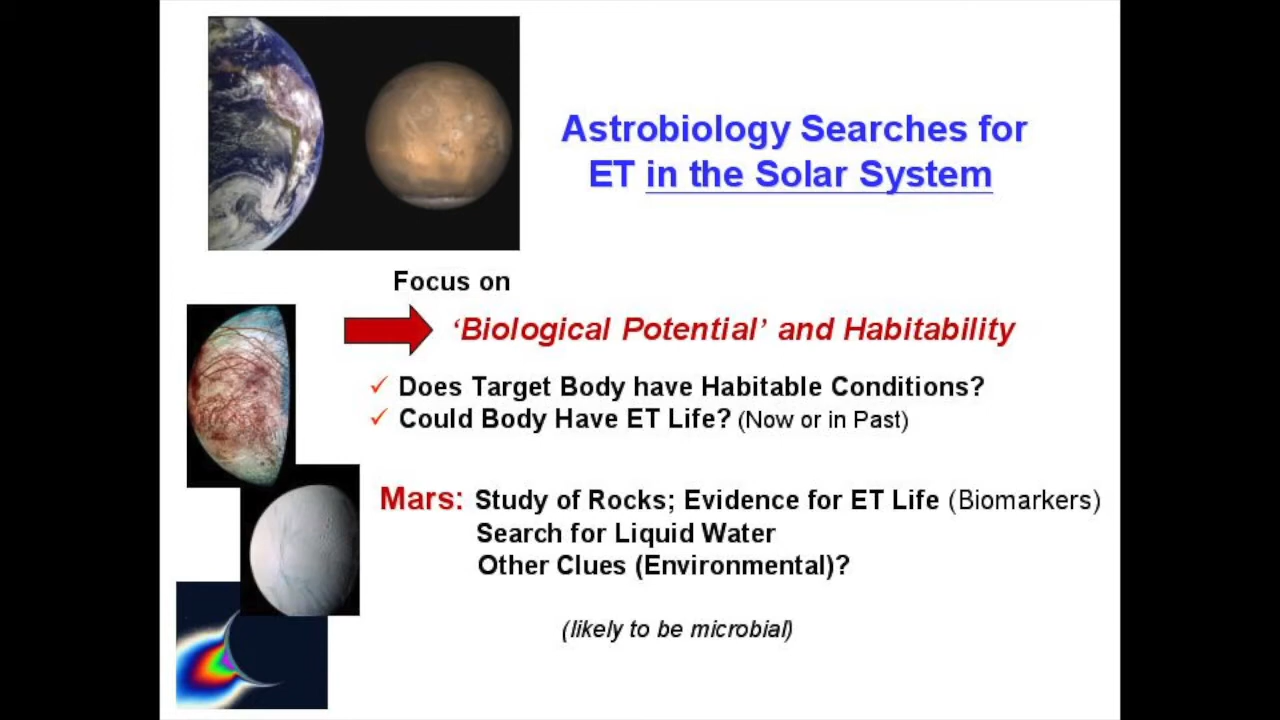 Astrobiology Searches for
ET in the Solar System
Focus on
‘Biological Potential’ and Habitability
✓ Does Target Body have Habitable Conditions?
✓ Could Body Have ET Life? (Now or in Past)
Mars: Study of Rocks; Evidence for ET Life (Biomarkers)
Search for Liquid Water
Other Clues (Environmental)?
(likely to be microbial)